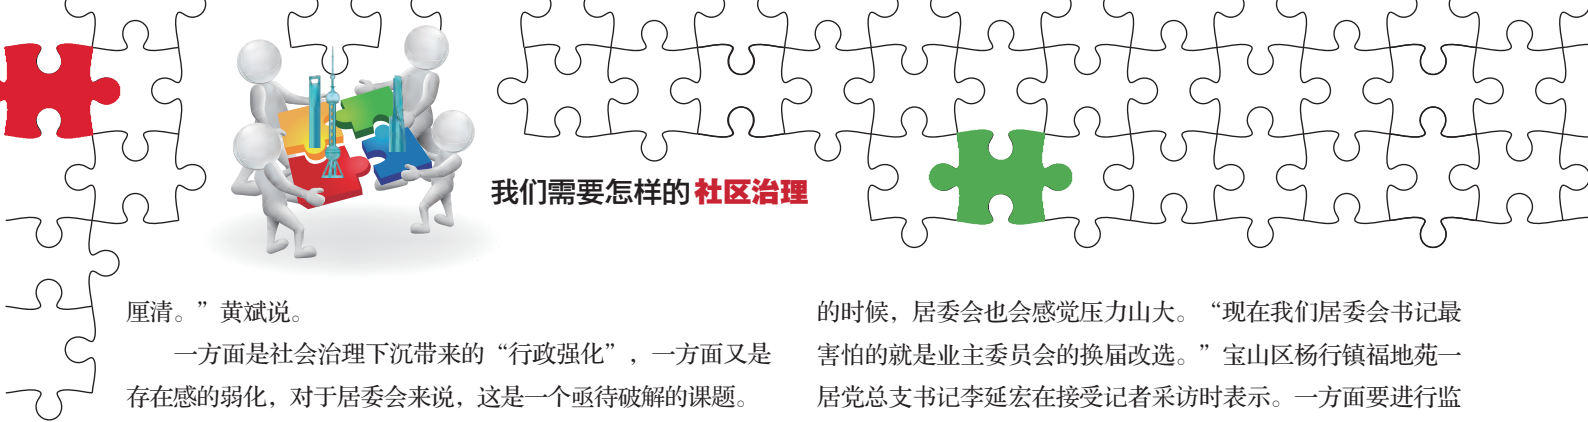 我们需要怎样的社区治理
厘清。”黄斌说。
一方面是社会治理下沉带来的“行政强化”，一方面又是
存在感的弱化，对于居委会来说，这是一个亟待破解的课题。
的时候，居委会也会感觉压力山大。“现在我们居委会书记最
害怕的就是业主委员会的换届改选。”宝山区杨行镇福地苑一
居党总支书记李延宏在接受记者采访时表示。一方面要进行监